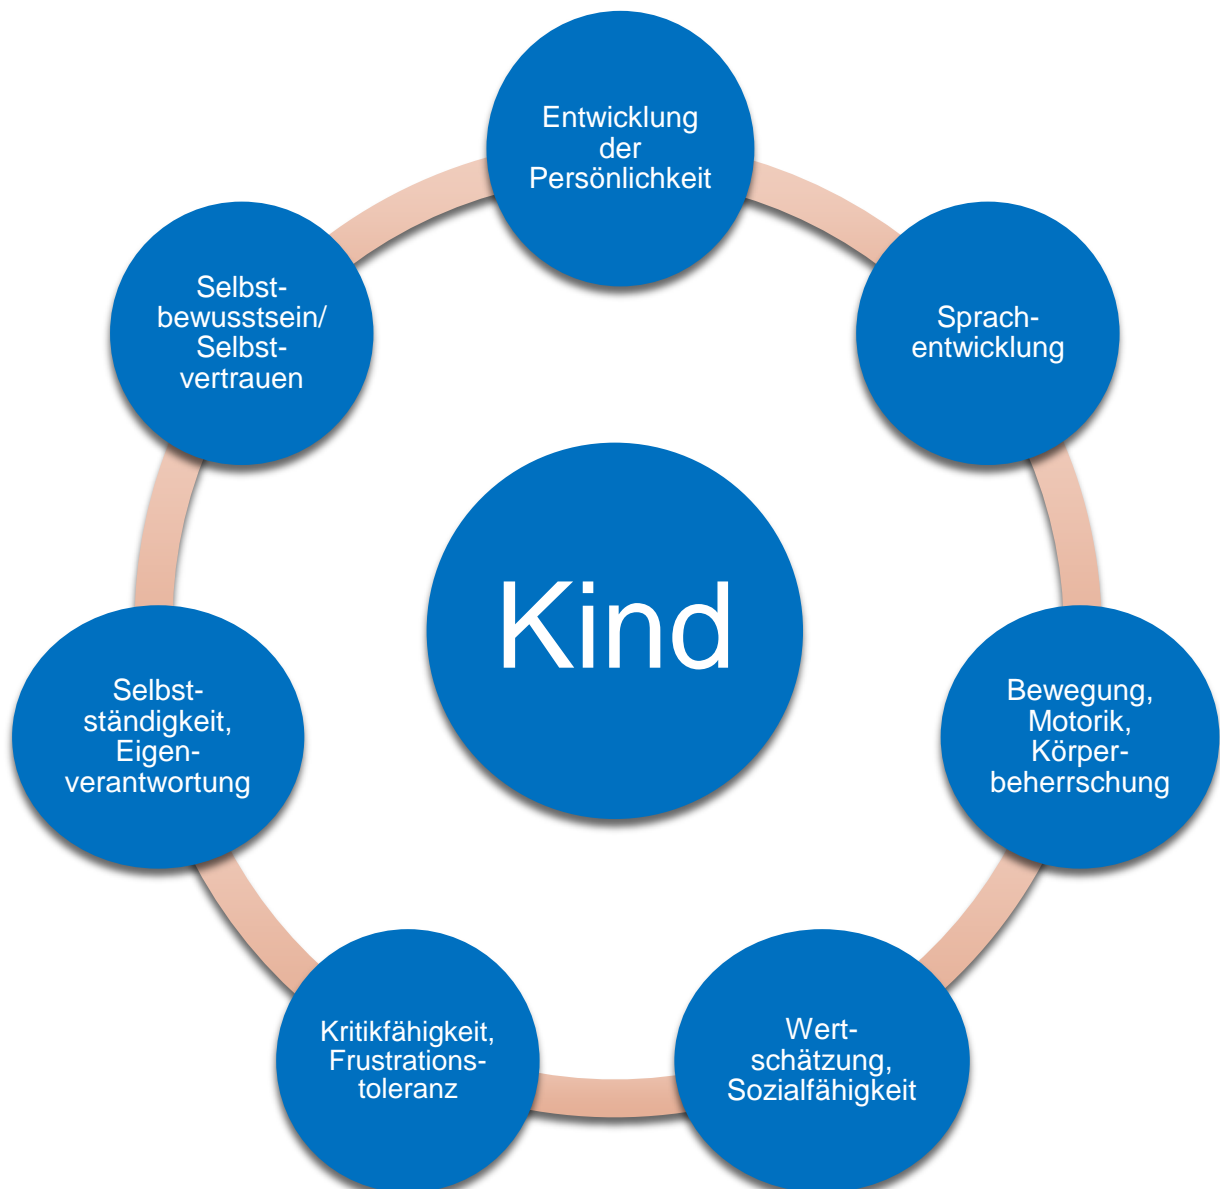 Entwicklung
der
Persönlichkeit
Sprach-
entwicklung
Bewegung,
Motorik,
Körper-
beherrschung
Wert-
schätzung,
Sozialfähigkeit
Kritikfähigkeit,
Frustrations-
toleranz
Selbst-
ständigkeit,
Eigen-
verantwortung
Selbst-
bewusstsein/
Selbst-
vertrauen
Kind